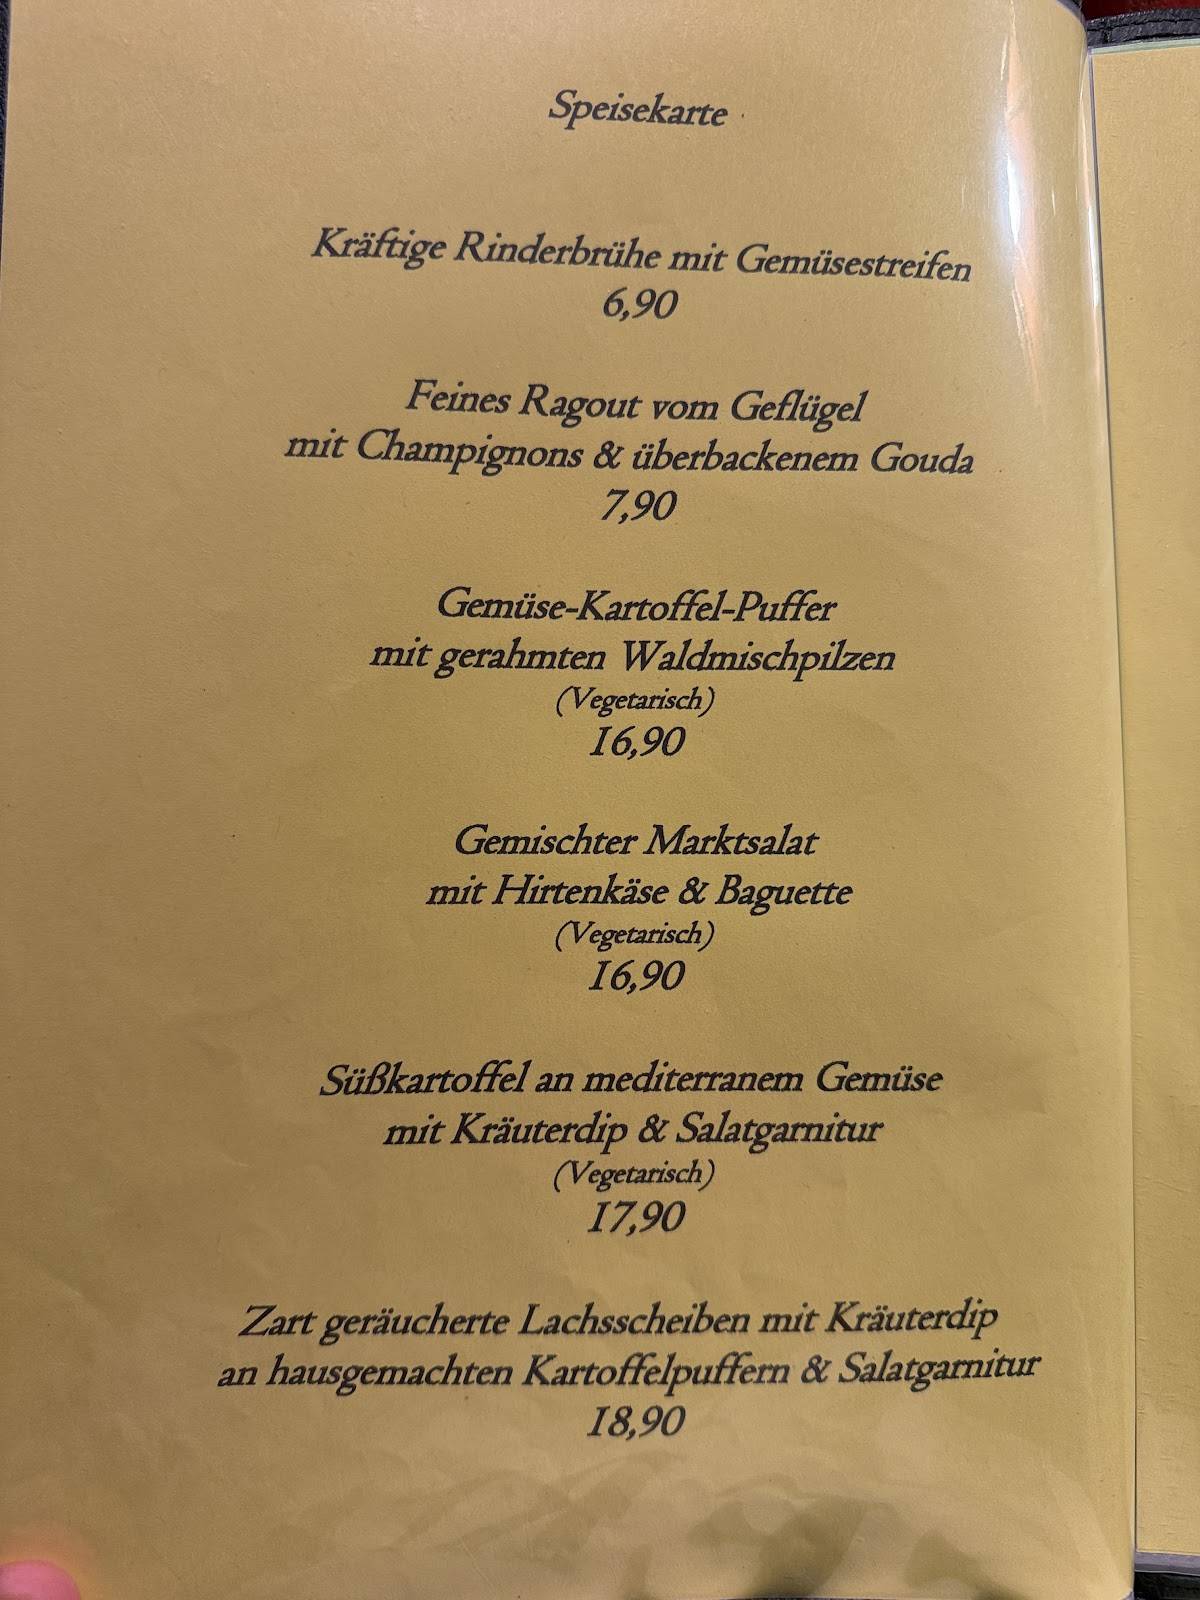 Speisekarte
Kräftige Rinderbrühe mit Gemüsestreifen
6,90
Feines Ragout vom Geflügel
mit Champignons & überbackenem Gouda
7,90
Gemüse-Kartoffel-Puffer
mit gerahmten Waldmischpilzen
(Vegetarisch)
16,90
Gemischter Marktsalat
mit Hirtenkäse & Baguette
(Vegetarisch)
16,90
Süßkartoffel an mediterranem Gemüse
mit Kräuterdip & Salatgarnitur
(Vegetarisch)
17,90
Zart geräucherte Lachsscheiben mit Kräuterdip
an hausgemachten Kartoffelpuffern & Salatgarnitur
18,90